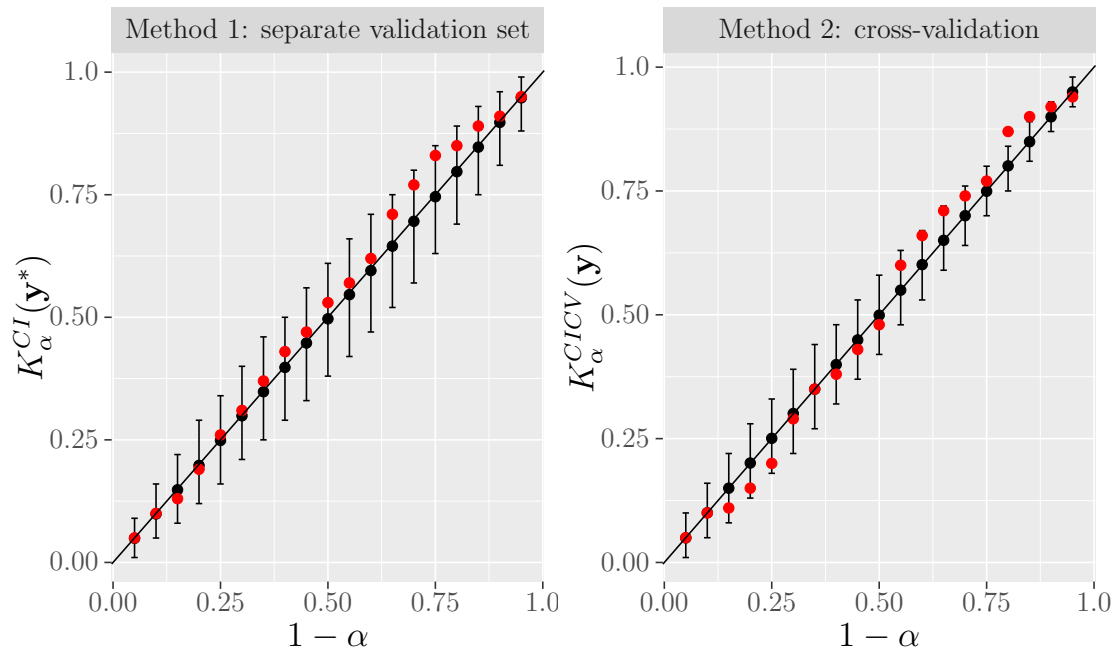 Method 1: separate validation set
1.0
0.75
0.50
0.25
0.00
K_α^{CI}(y*)
0.00 0.25 0.50 0.75 1.0
1 − α
Method 2: cross-validation
1.0
0.75
0.50
0.25
0.00
K_α^{CICV}(y)
0.00 0.25 0.50 0.75 1.0
1 − α